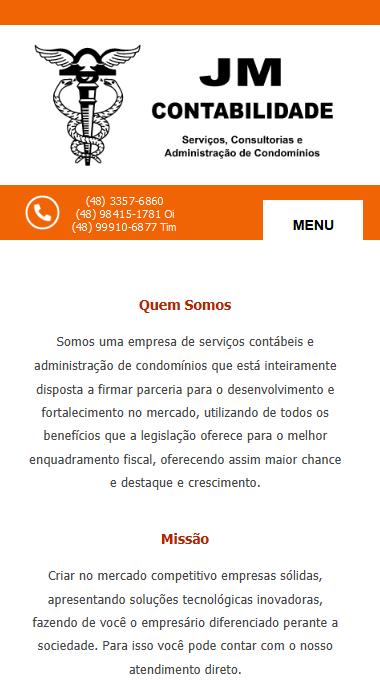 JM
CONTABILIDADE
Serviços, Consultorias e
Administração de Condomínios
(48) 3357-6860
(48) 98415-1781 Oi
(48) 99910-6877 Tim
MENU
Quem Somos
Somos uma empresa de serviços contábeis e
administração de condomínios que está inteiramente
disposta a firmar parceria para o desenvolvimento e
fortalecimento no mercado, utilizando de todos os
benefícios que a legislação oferece para o melhor
enquadramento fiscal, oferecendo assim maior chance
e destaque e crescimento.
Missão
Criar no mercado competitivo empresas sólidas,
apresentando soluções tecnológicas inovadoras,
fazendo de você o empresário diferenciado perante a
sociedade. Para isso você pode contar com o nosso
atendimento direto.